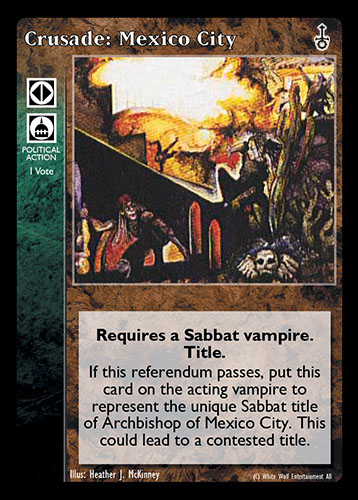 Crusade: Mexico City
POLITICAL
ACTION
1 Vote
Requires a Sabbat vampire.
Title.
If this referendum passes, put this
card on the acting vampire to
represent the unique Sabbat title
of Archbishop of Mexico City. This
could lead to a contested title.
Illus: Heather J. McKinney
(C) White Wolf Entertainment AB